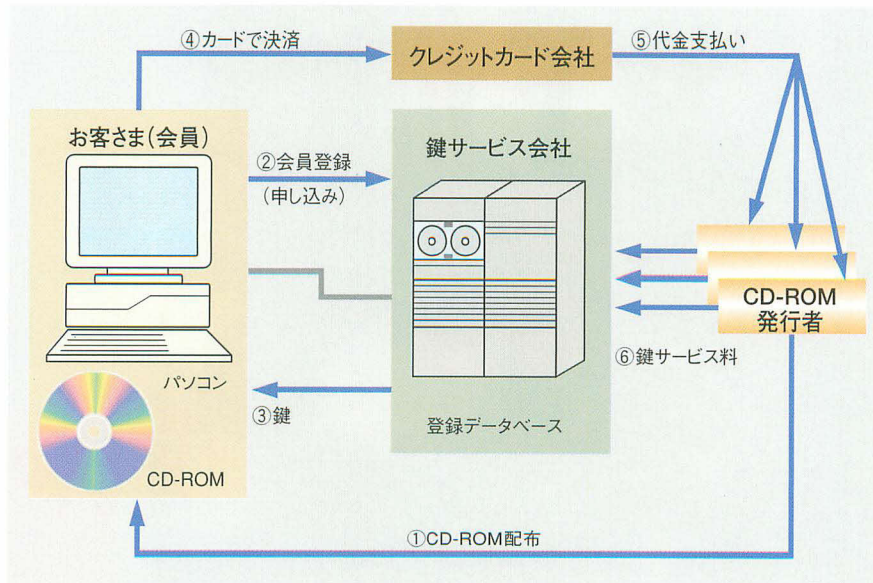 ④カードで決済
クレジットカード会社
⑤代金支払い
お客さま(会員)
②会員登録
(申し込み)
鍵サービス会社
CD-ROM
発行者
⑥鍵サービス料
パソコン
③鍵
登録データベース
CD-ROM
①CD-ROM配布